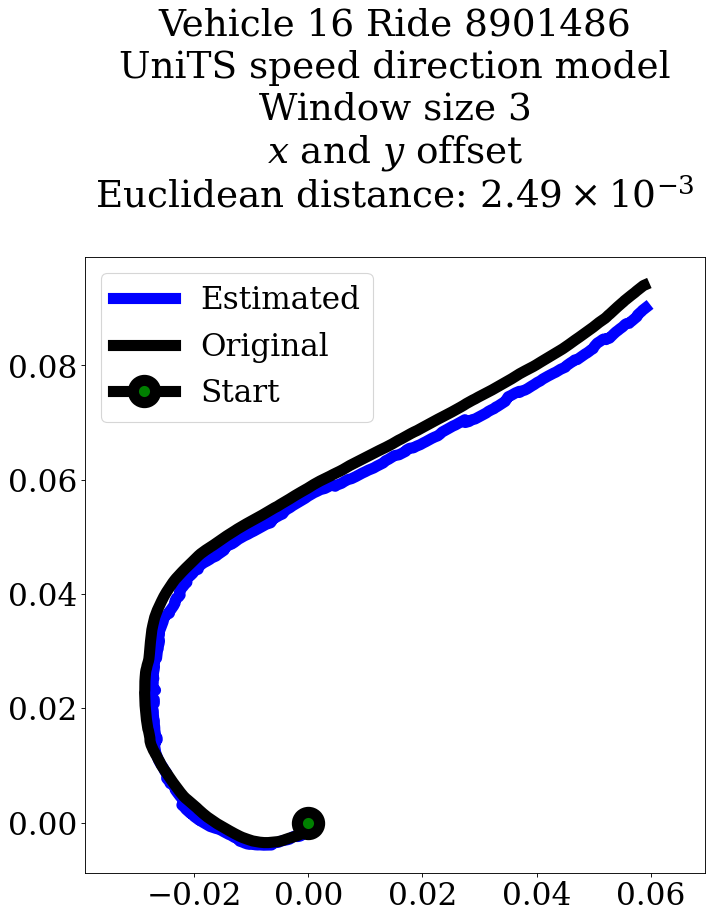 Vehicle 16 Ride 8901486
UniTS speed direction model
Window size 3
x and y offset
Euclidean distance: 2.49 × 10⁻³
Estimated
Original
Start
0.08
0.06
0.04
0.02
0.00
−0.02 0.00 0.02 0.04 0.06